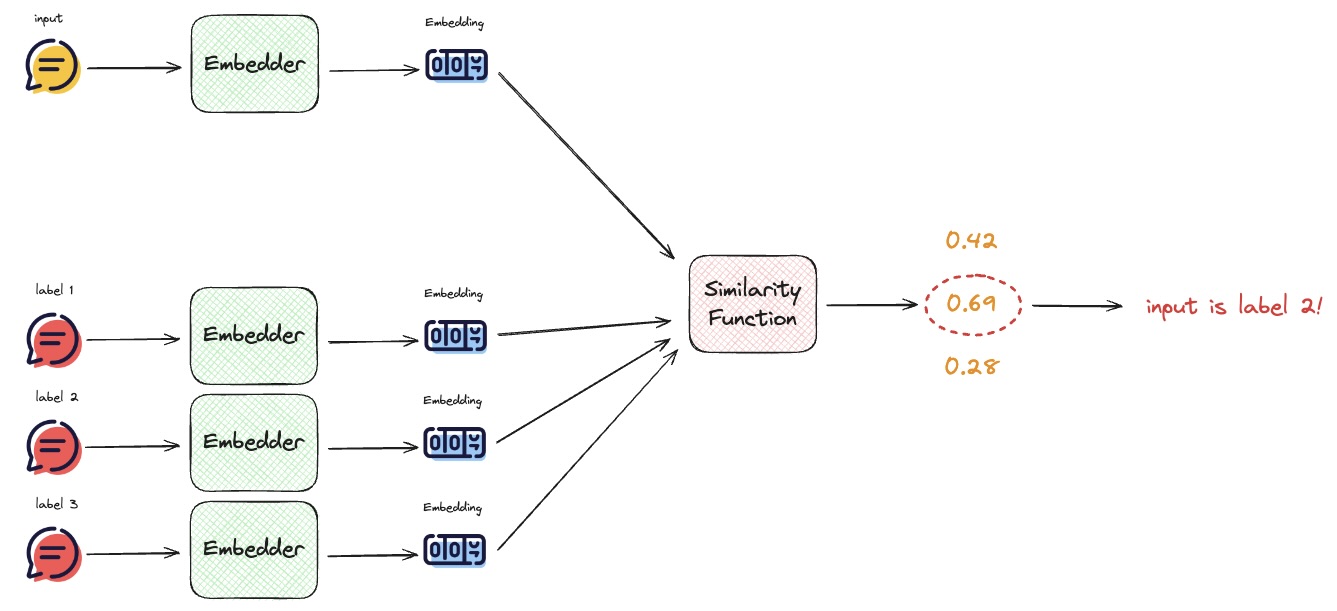 input
Embedder
Embedding
label 1
Embedder
Embedding
label 2
Embedder
Embedding
label 3
Embedder
Embedding
Similarity
Function
0.42
0.69
0.28
input is label 2!